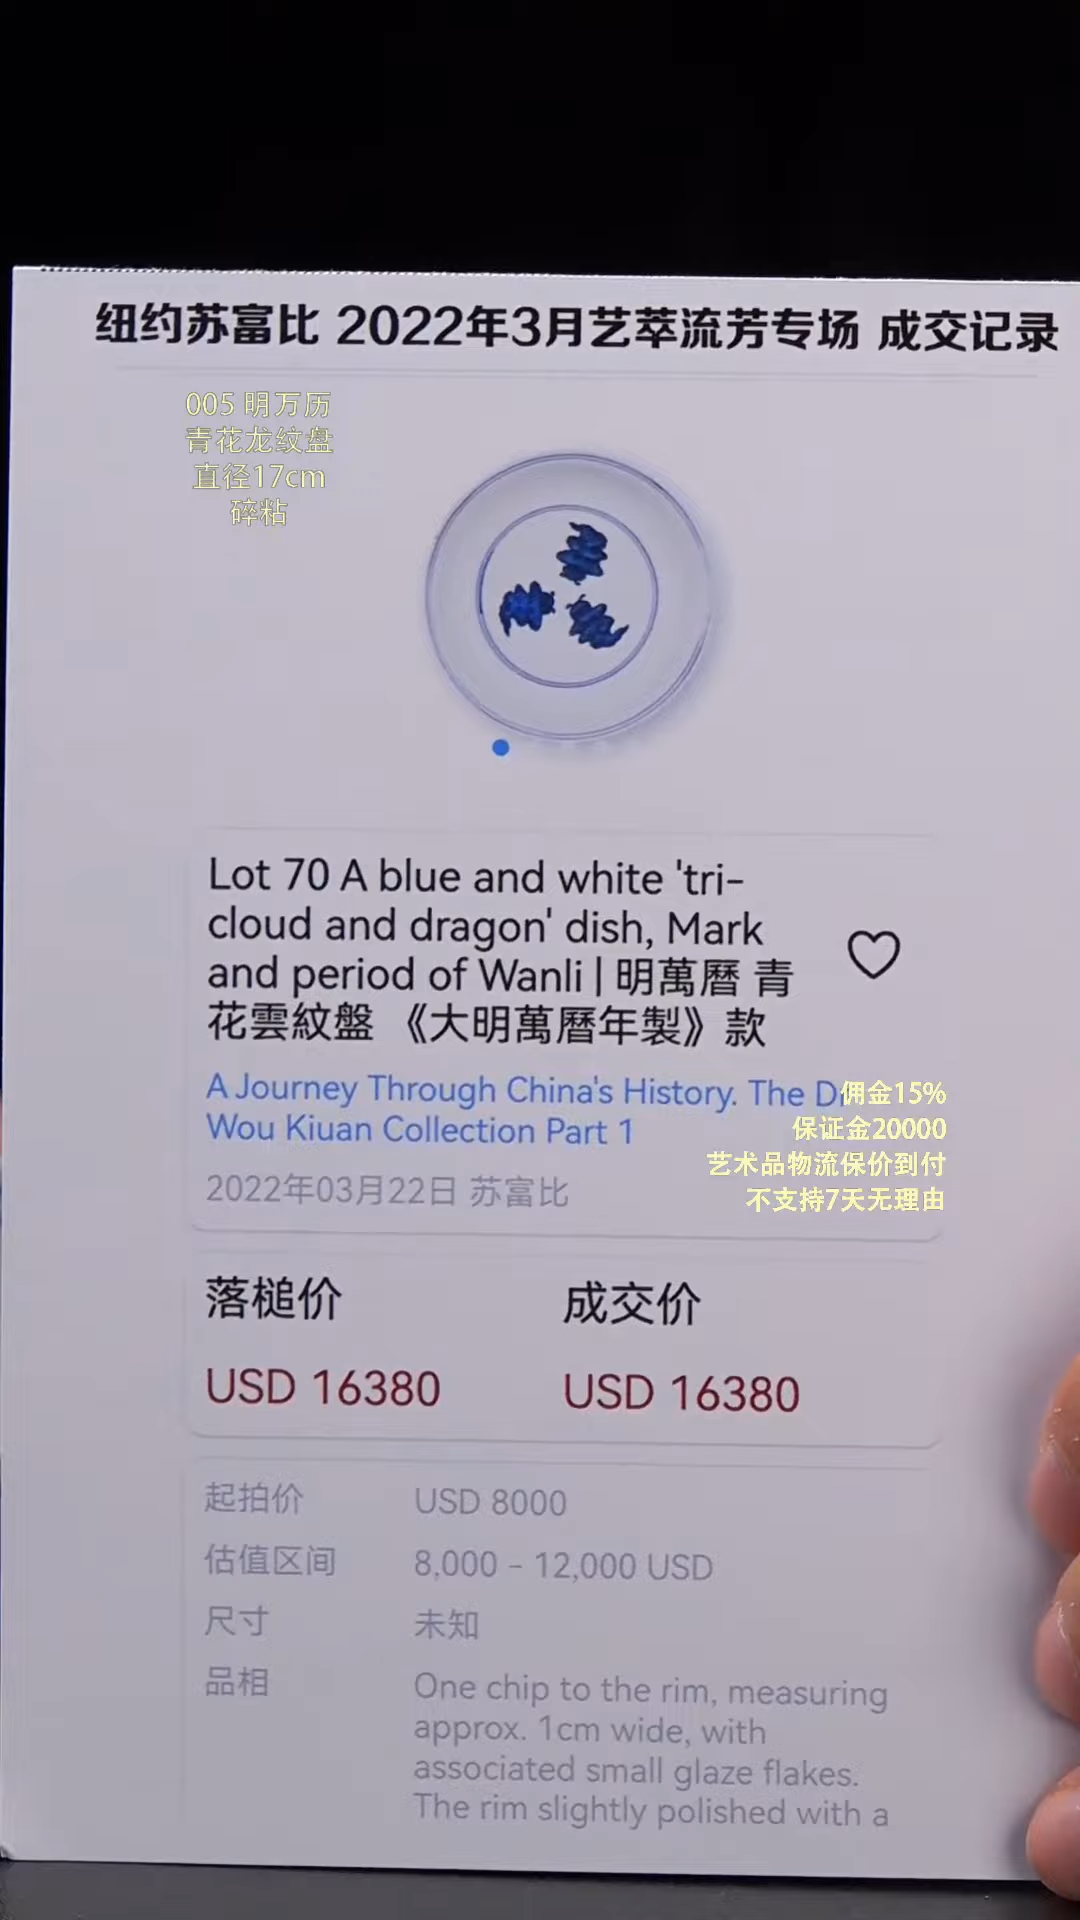 纽约苏富比 2022年3月艺萃流芳专场 成交记录
005 明万历
青花龙纹盘
直径17cm
碎粘
Lot 70 A blue and white 'tri-
cloud and dragon' dish, Mark
and period of Wanli | 明萬曆 青
花雲紋盤 《大明萬曆年製》款
A Journey Through China's History. The Dr
Wou Kiuan Collection Part 1
2022年03月22日 苏富比
佣金15%
保证金20000
艺术品物流保价到付
不支持7天无理由
落槌价 成交价
USD 16380 USD 16380
起拍价 USD 8000
估值区间 8,000 - 12,000 USD
尺寸 未知
品相 One chip to the rim, measuring
approx. 1cm wide, with
associated small glaze flakes.
The rim slightly polished with a